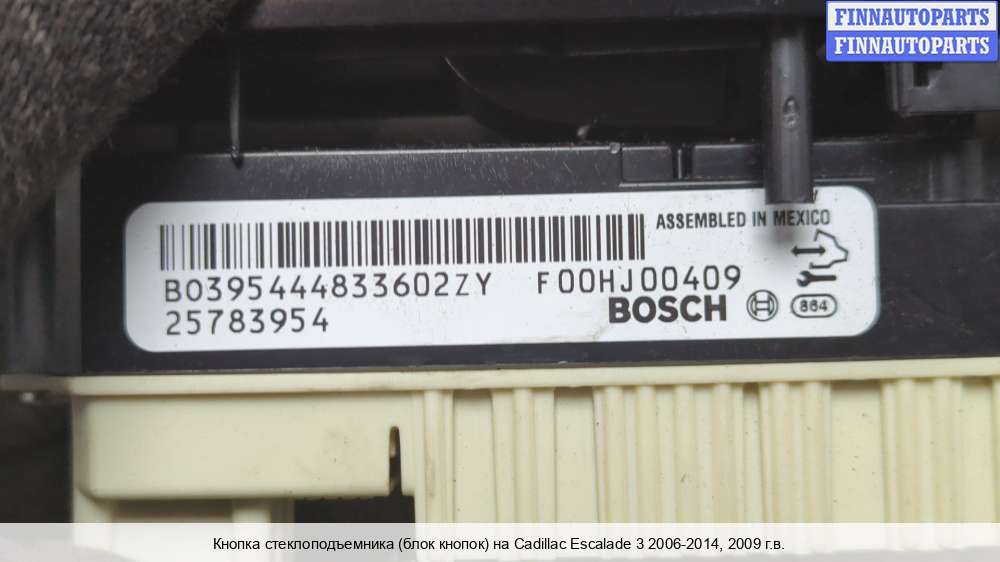 FINNAUTOPARTS
FINNAUTOPARTS
ASSEMBLED IN MEXICO
B0395444833602ZY F00HJ00409
25783954 BOSCH 864
Кнопка стеклоподъемника (блок кнопок) на Cadillac Escalade 3 2006-2014, 2009 г.в.